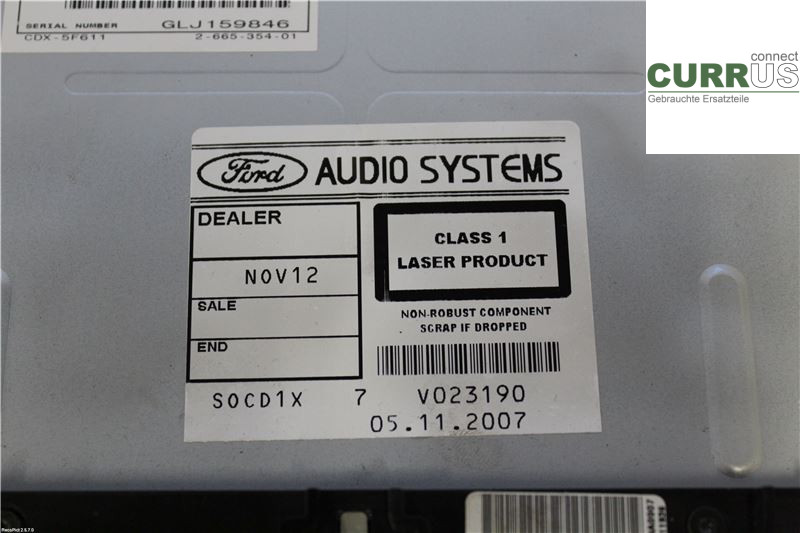 SERIAL NUMBER GLJ159846
CDX-5F611 2-665-354-01
connect
CURRUS
Gebrauchte Ersatzteile
Ford AUDIO SYSTEMS
DEALER
NOV12
SALE
END
CLASS 1
LASER PRODUCT
NON-ROBUST COMPONENT
SCRAP IF DROPPED
SOCD1X 7 V023190
05.11.2007